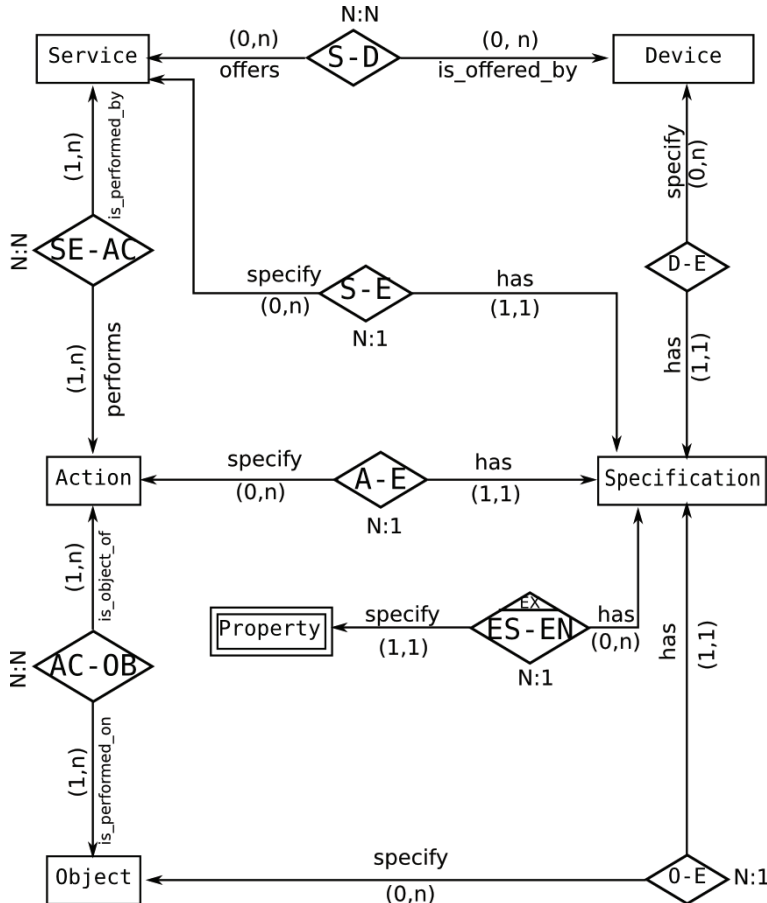 N:N
(0,n)
(0, n)
Service
S-D
Device
offers
is_offered_by
(1,n)
is_performed_by
specify
(0,n)
N:N
SE-AC
D-E
specify
S-E
has
(0,n)
(1,1)
N:1
has
(1,1)
(1,n)
performs
specify
has
Action
A-E
Specification
(0,n)
(1,1)
N:1
(1,n)
is_object_of
EX
Property
specify
ES-EN
has
(1,1)
(0,n)
N:1
has
(1,1)
N:N
AC-OB
(1,n)
is_performed_on
specify
Object
O-E
N:1
(0,n)